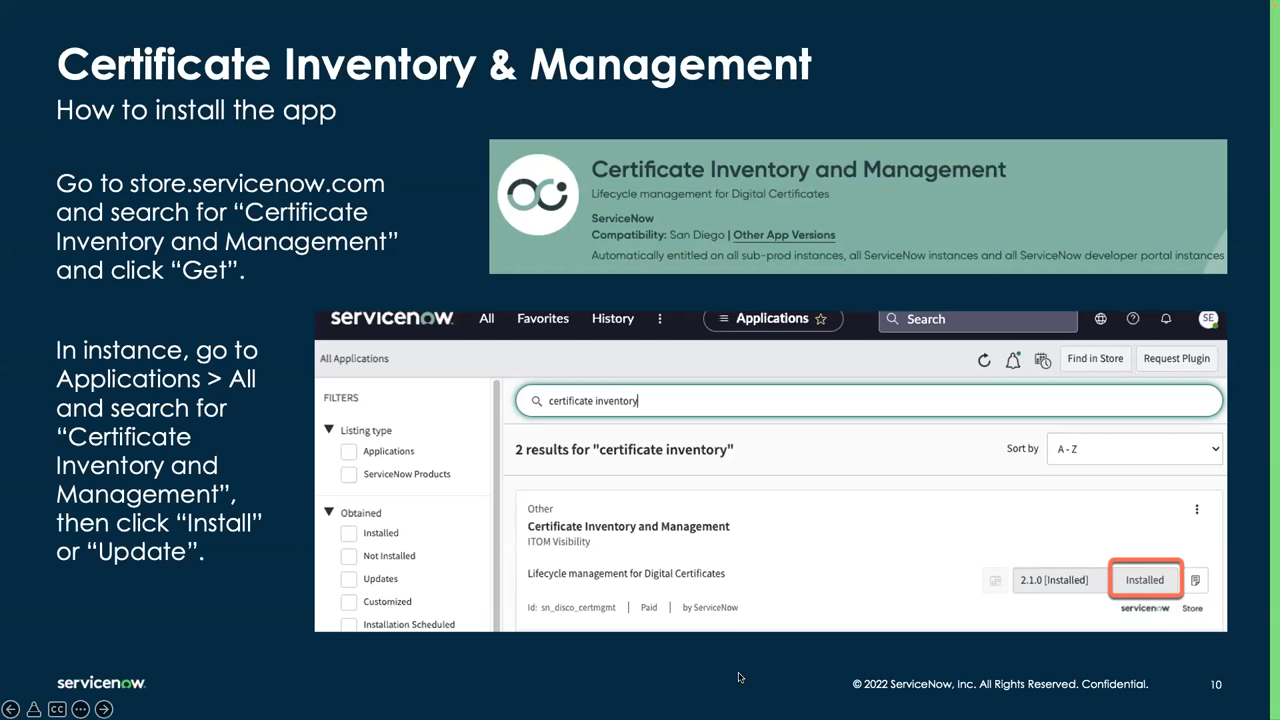 Certificate Inventory & Management
How to install the app
Go to store.servicenow.com
and search for “Certificate
Inventory and Management”
and click “Get”.
Certificate Inventory and Management
Lifecycle management for Digital Certificates
ServiceNow
Compatibility: San Diego | Other App Versions
Automatically entitled on all sub-prod instances, all ServiceNow instances and all ServiceNow developer portal instances
In instance, go to
Applications > All
and search for
“Certificate
Inventory and
Management”,
then click “Install”
or “Update”.
servicenow. All Favorites History Applications Search SE
All Applications Find in Store Request Plugin
FILTERS
Listing type
Applications
ServiceNow Products
Obtained
Installed
Not Installed
Updates
Customized
Installation Scheduled
certificate inventory
2 results for "certificate inventory" Sort by A - Z
Other
Certificate Inventory and Management
ITOM Visibility
Lifecycle management for Digital Certificates 2.1.0 [Installed] Installed
Id: sn_disco_certmgmt | Paid | by ServiceNow servicenow Store
servicenow. © 2022 ServiceNow, Inc. All Rights Reserved. Confidential. 10
CC